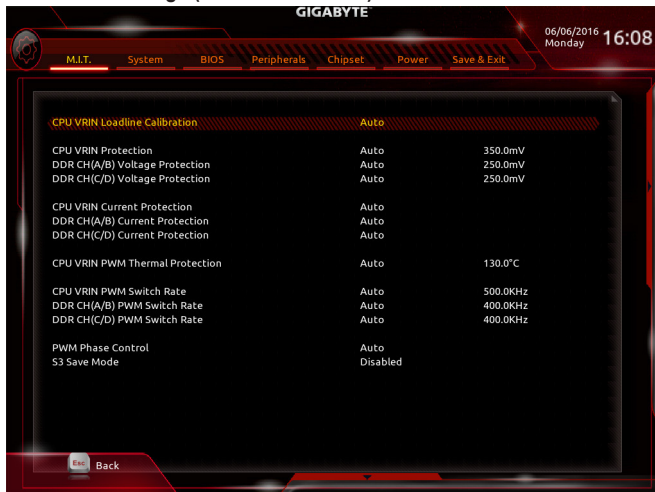 GIGABYTE
06/06/2016
Monday 16:08
M.I.T. System BIOS Peripherals Chipset Power Save & Exit
CPU VRIN Loadline Calibration Auto
CPU VRIN Protection Auto 350.0mV
DDR CH(A/B) Voltage Protection Auto 250.0mV
DDR CH(C/D) Voltage Protection Auto 250.0mV
CPU VRIN Current Protection Auto
DDR CH(A/B) Current Protection Auto
DDR CH(C/D) Current Protection Auto
CPU VRIN PWM Thermal Protection Auto 130.0°C
CPU VRIN PWM Switch Rate Auto 500.0KHz
DDR CH(A/B) PWM Switch Rate Auto 400.0KHz
DDR CH(C/D) PWM Switch Rate Auto 400.0KHz
PWM Phase Control Auto
S3 Save Mode Disabled
Esc Back